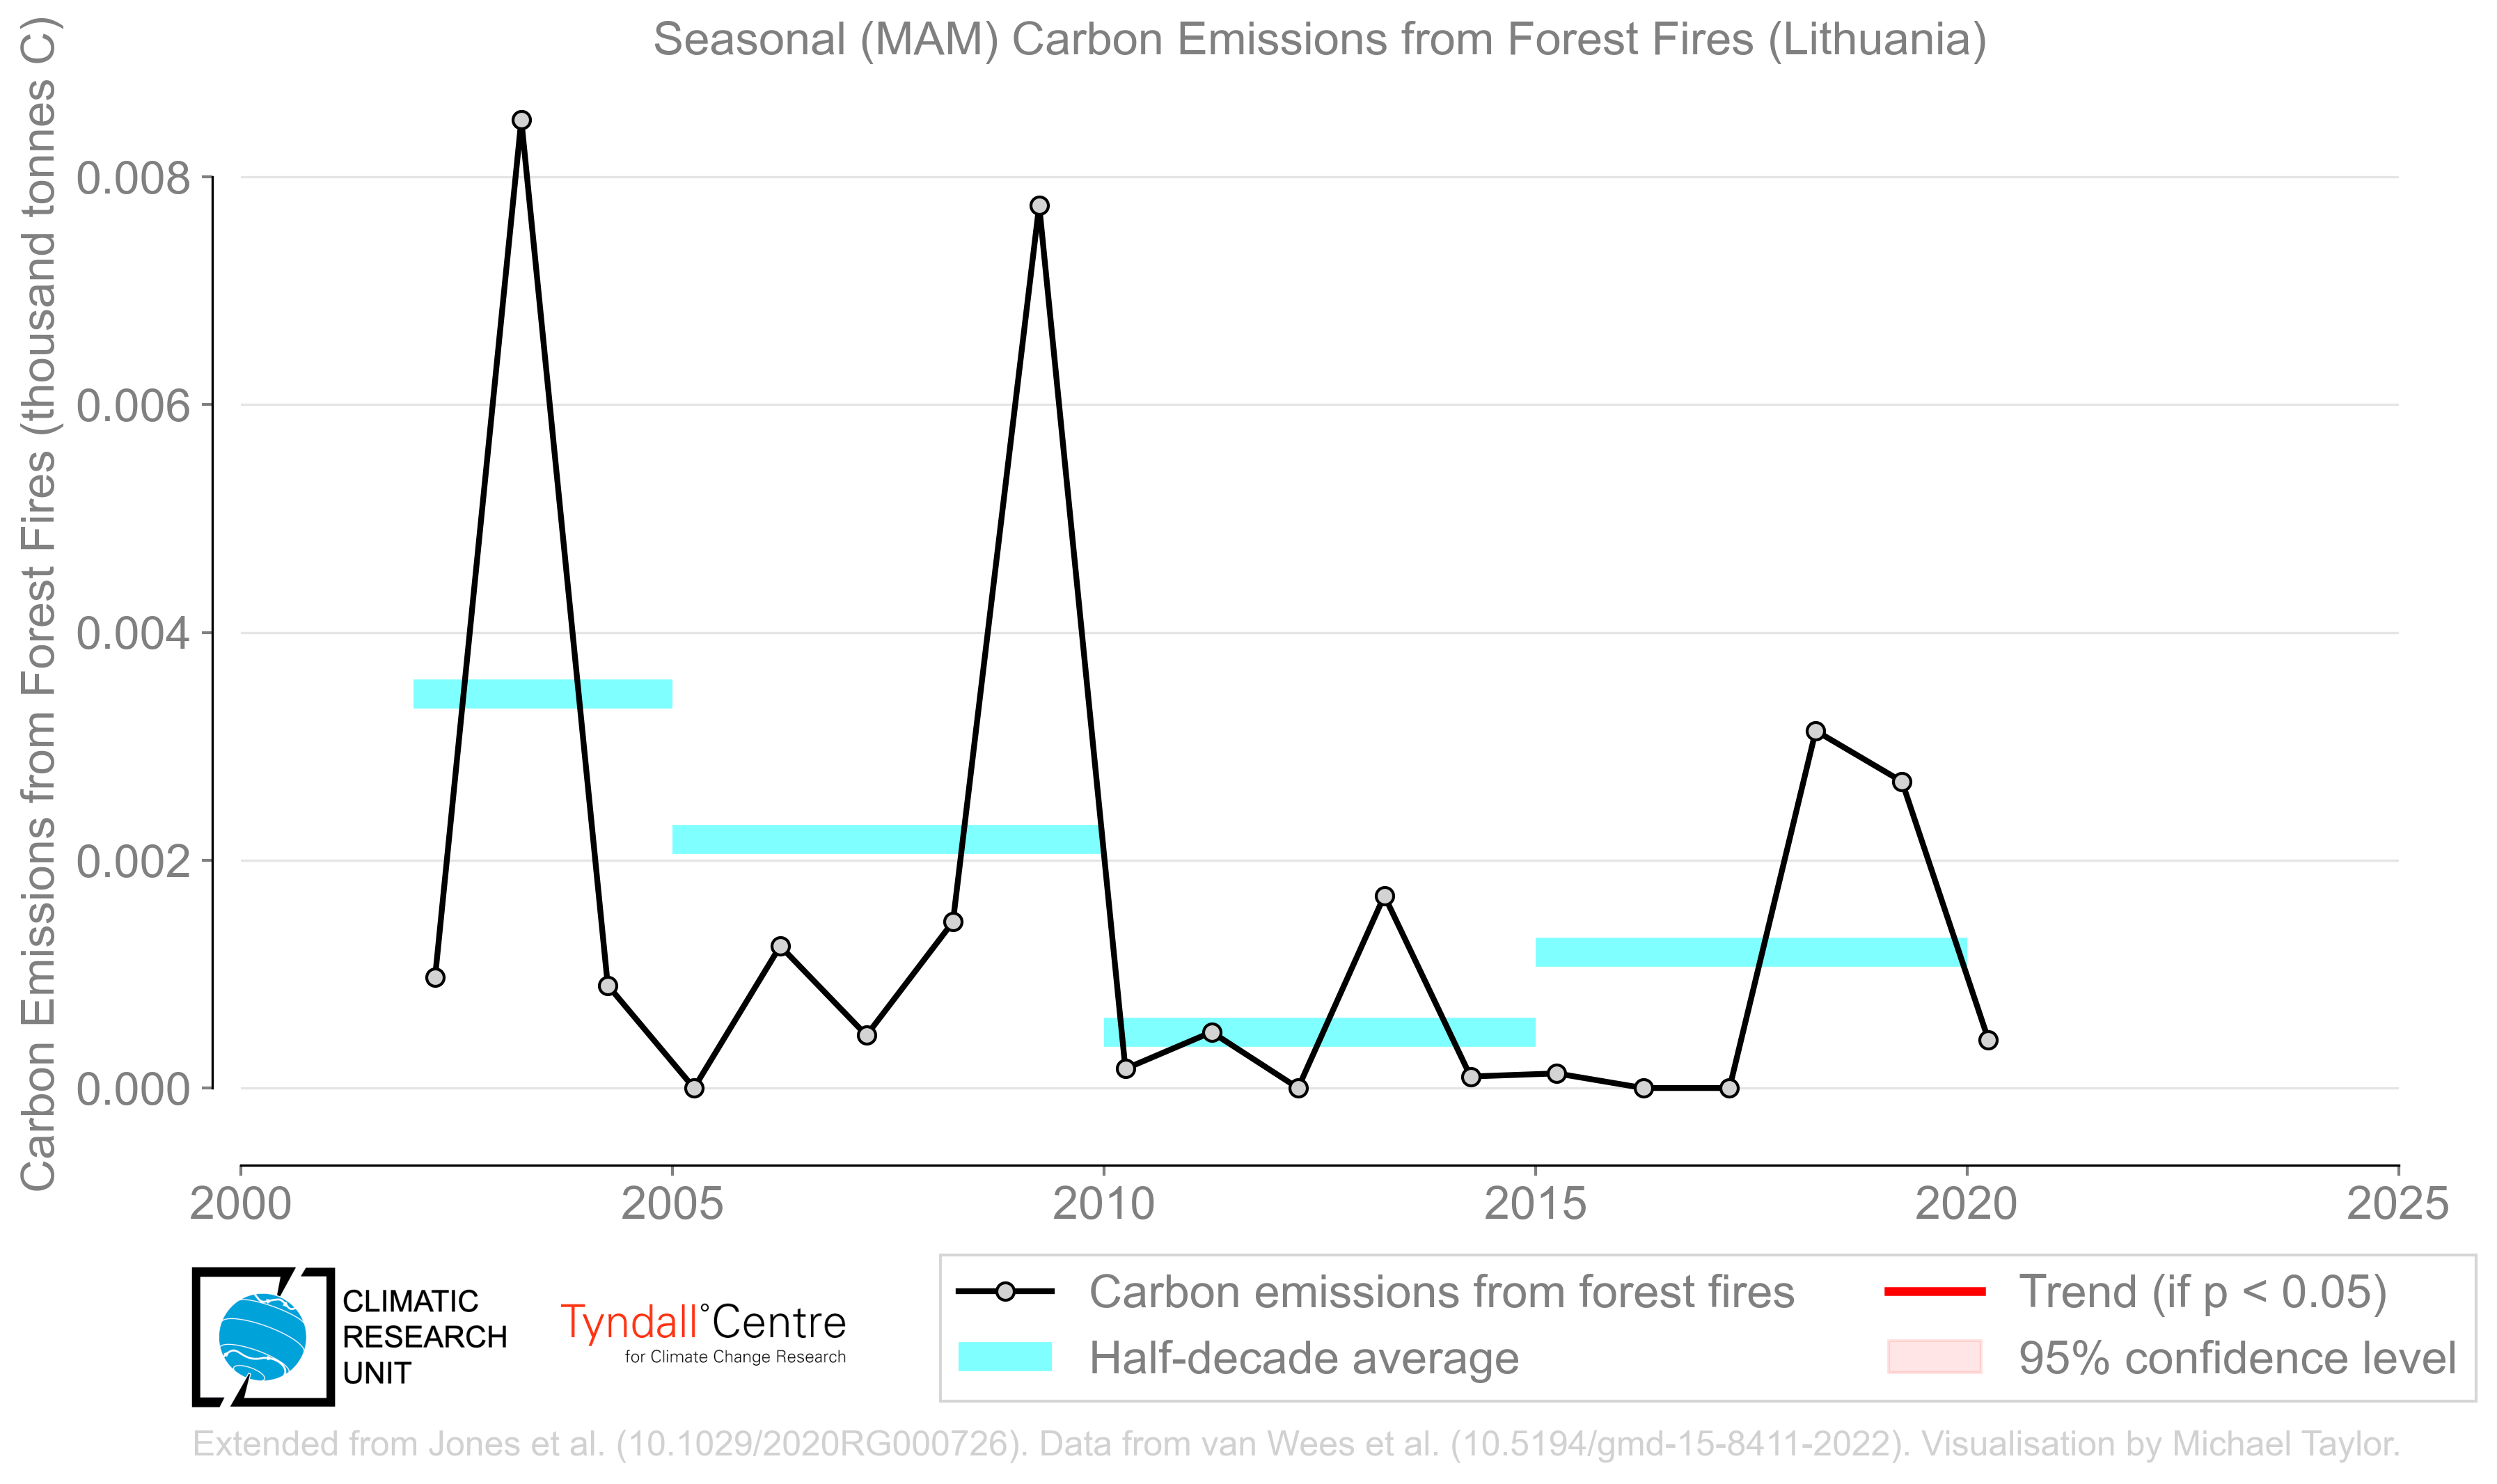 Seasonal (MAM) Carbon Emissions from Forest Fires (Lithuania)
Carbon Emissions from Forest Fires (thousand tonnes C)
0.008
0.006
0.004
0.002
0.000
2000 2005 2010 2015 2020 2025
CLIMATIC
RESEARCH
UNIT
Tyndall°Centre
for Climate Change Research
Carbon emissions from forest fires
Half-decade average
Trend (if p < 0.05)
95% confidence level
Extended from Jones et al. (10.1029/2020RG000726). Data from van Wees et al. (10.5194/gmd-15-8411-2022). Visualisation by Michael Taylor.